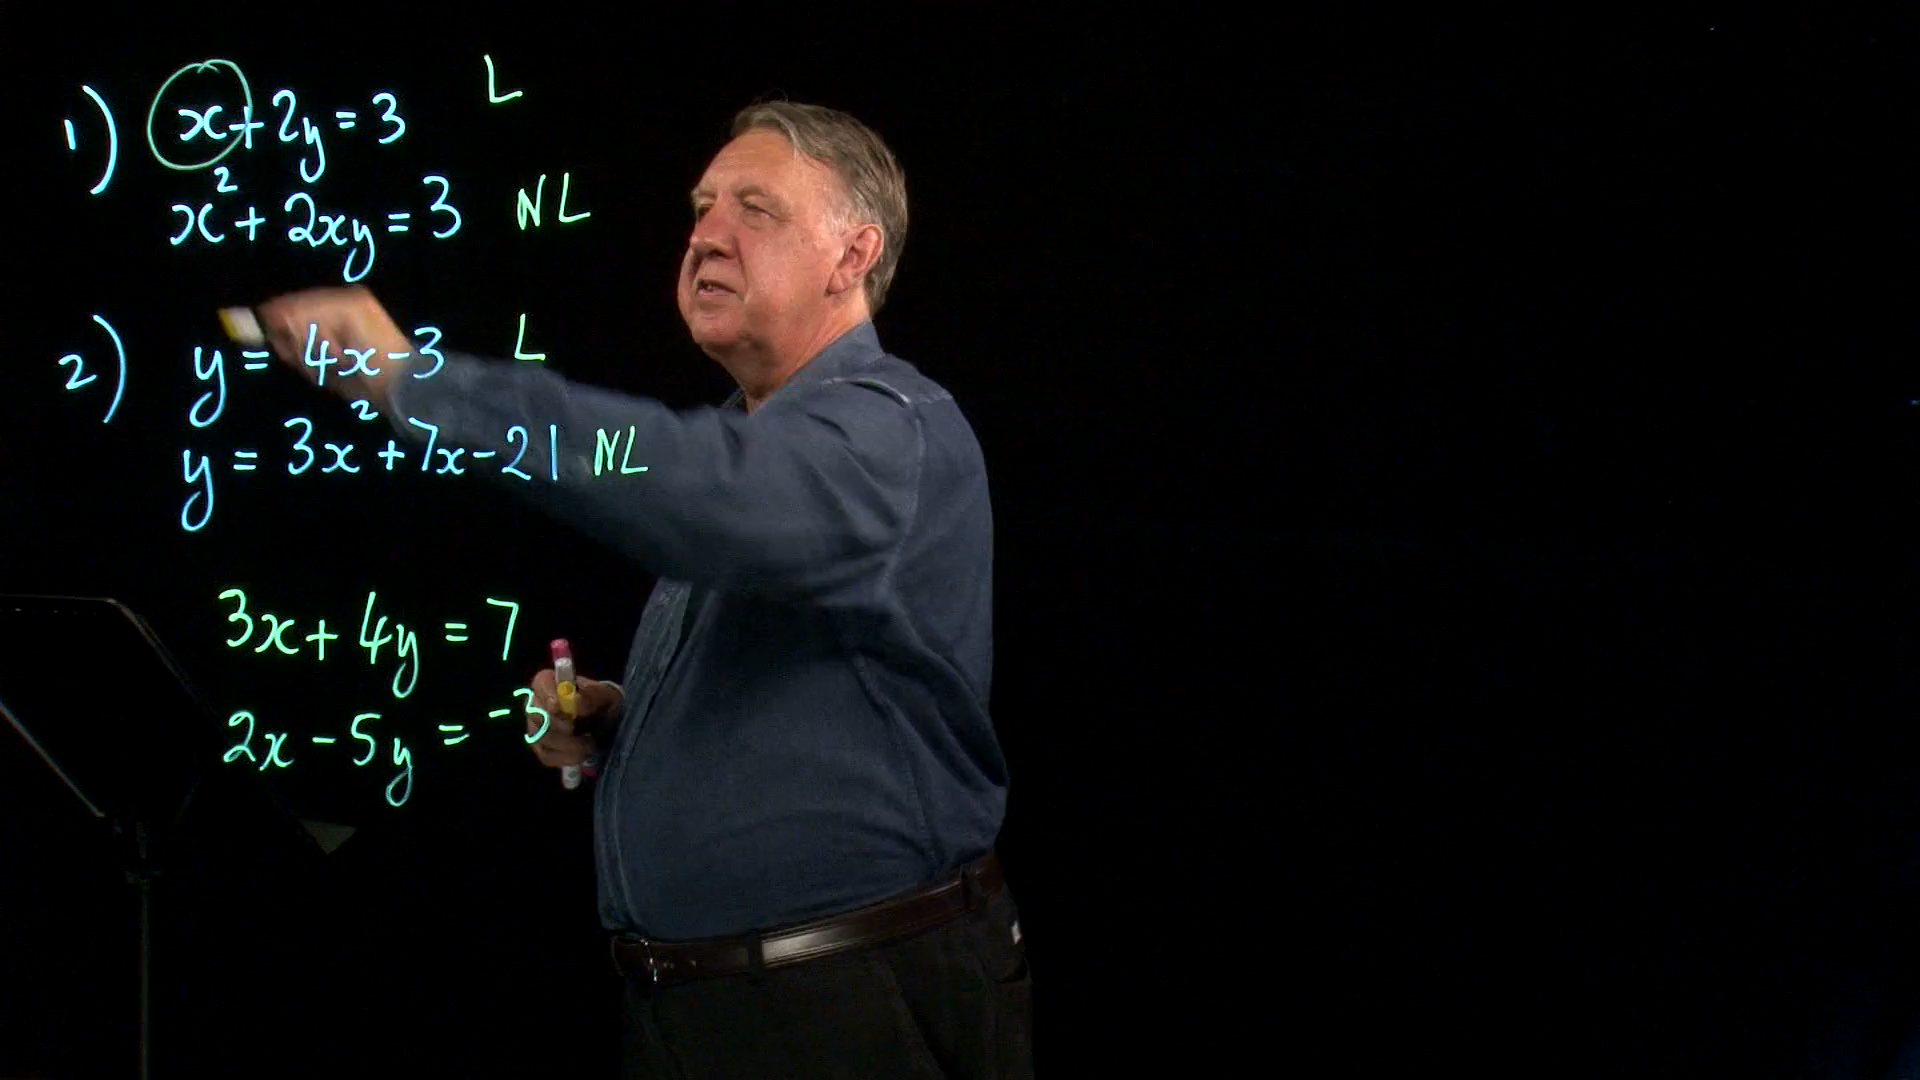 1) x + 2y = 3 L
x² + 2xy = 3 NL
2) y = 4x - 3 L
y = 3x² + 7x - 21 NL
3x + 4y = 7
2x - 5y = -3